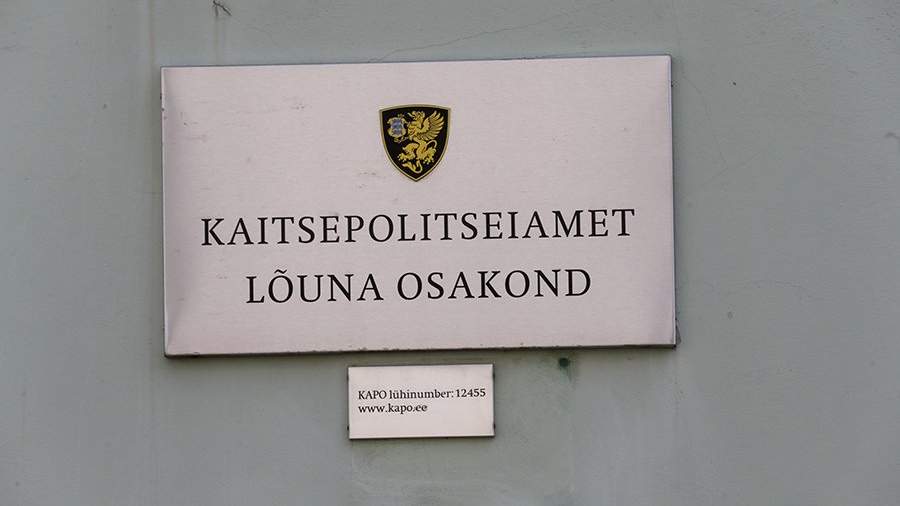 KAITSEPOLITSEIAMET
LÕUNA OSAKOND
KAPO lühinumber: 12455
www.kapo.ee